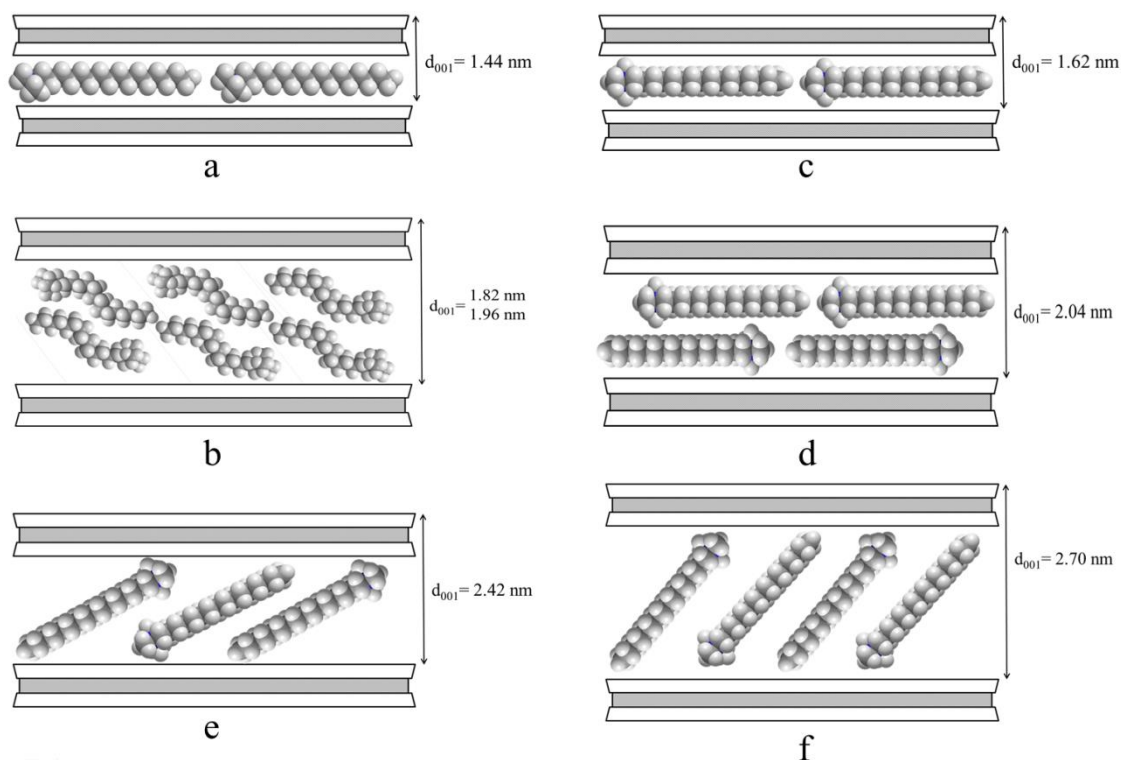 d001= 1.44 nm
a
d001= 1.62 nm
c
d001= 1.82 nm
1.96 nm
b
d001= 2.04 nm
d
d001= 2.42 nm
e
d001= 2.70 nm
f